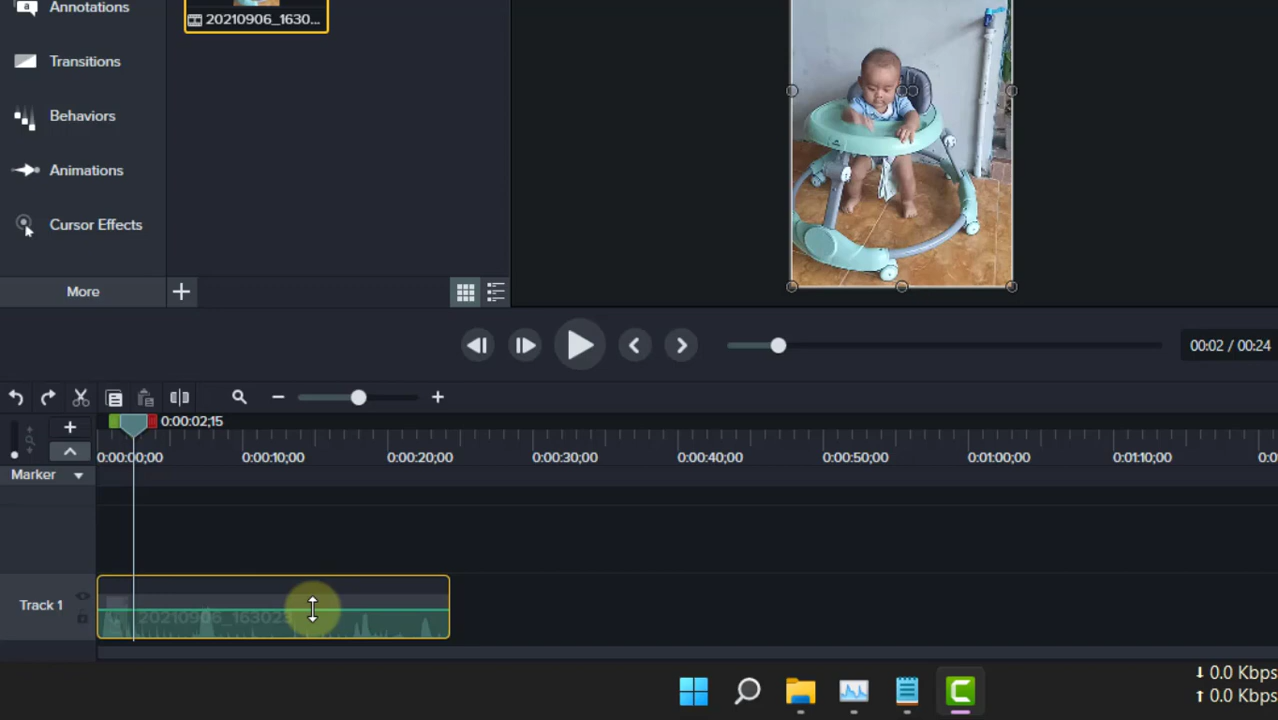 Annotations
20210906_1630...
Transitions
Behaviors
Animations
Cursor Effects
More
00:02 / 00:24
0:00:02;15
0:00:00;00 0:00:10;00 0:00:20;00 0:00:30;00 0:00:40;00 0:00:50;00 0:01:00;00 0:01:10;00
Marker
Track 1
20210906_163023
↓ 0.0 Kbps
↑ 0.0 Kbps